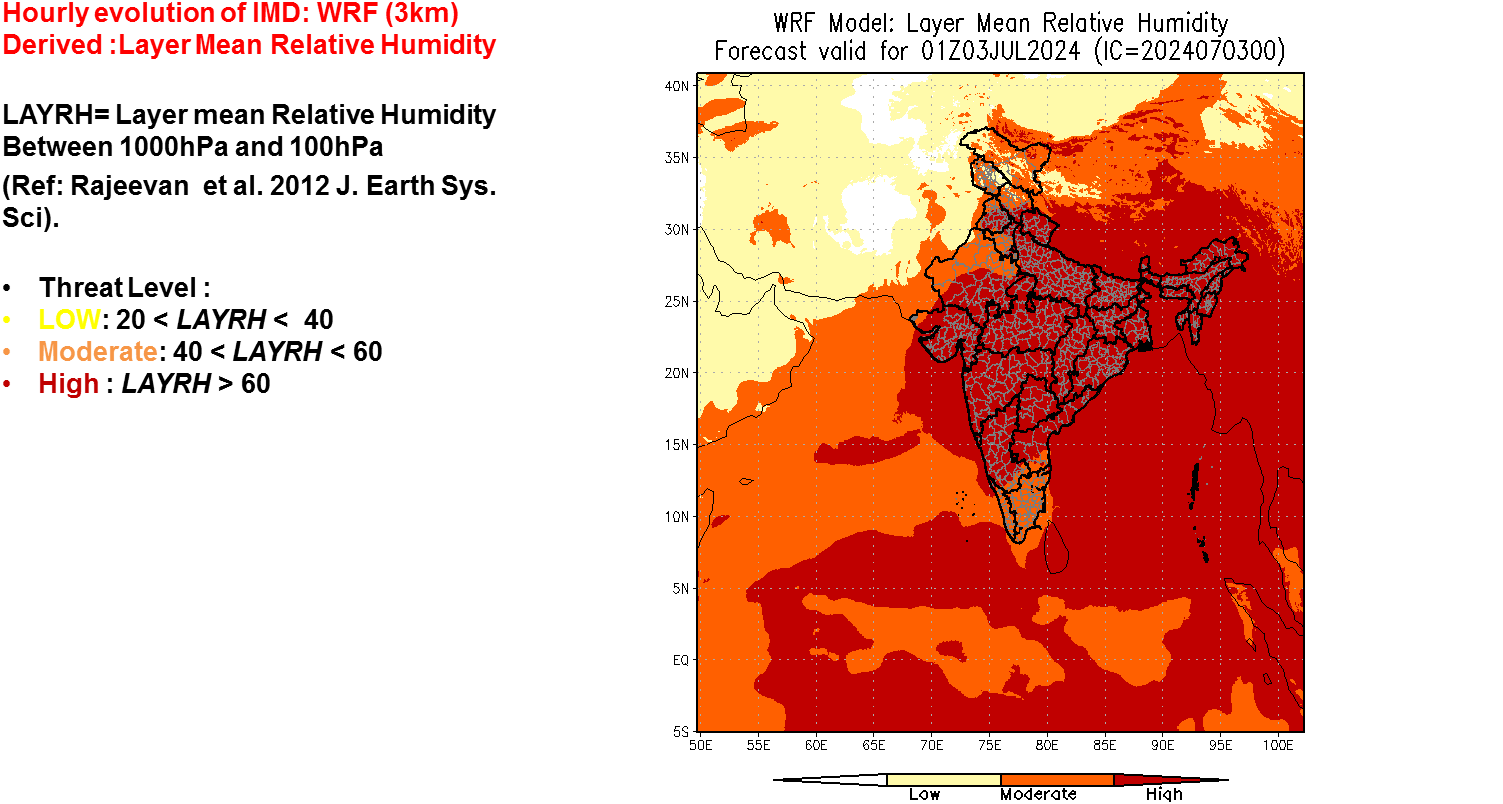 Hourly evolution of IMD: WRF (3km)
Derived :Layer Mean Relative Humidity
LAYRH= Layer mean Relative Humidity
Between 1000hPa and 100hPa
(Ref: Rajeevan et al. 2012 J. Earth Sys.
Sci).
• Threat Level :
• LOW: 20 < LAYRH < 40
• Moderate: 40 < LAYRH < 60
• High : LAYRH > 60
WRF Model: Layer Mean Relative Humidity
Forecast valid for 01Z03JUL2024 (IC=2024070300)
40N
35N
30N
25N
20N
15N
10N
5N
EQ
5S
50E 55E 60E 65E 70E 75E 80E 85E 90E 95E 100E
Low Moderate High